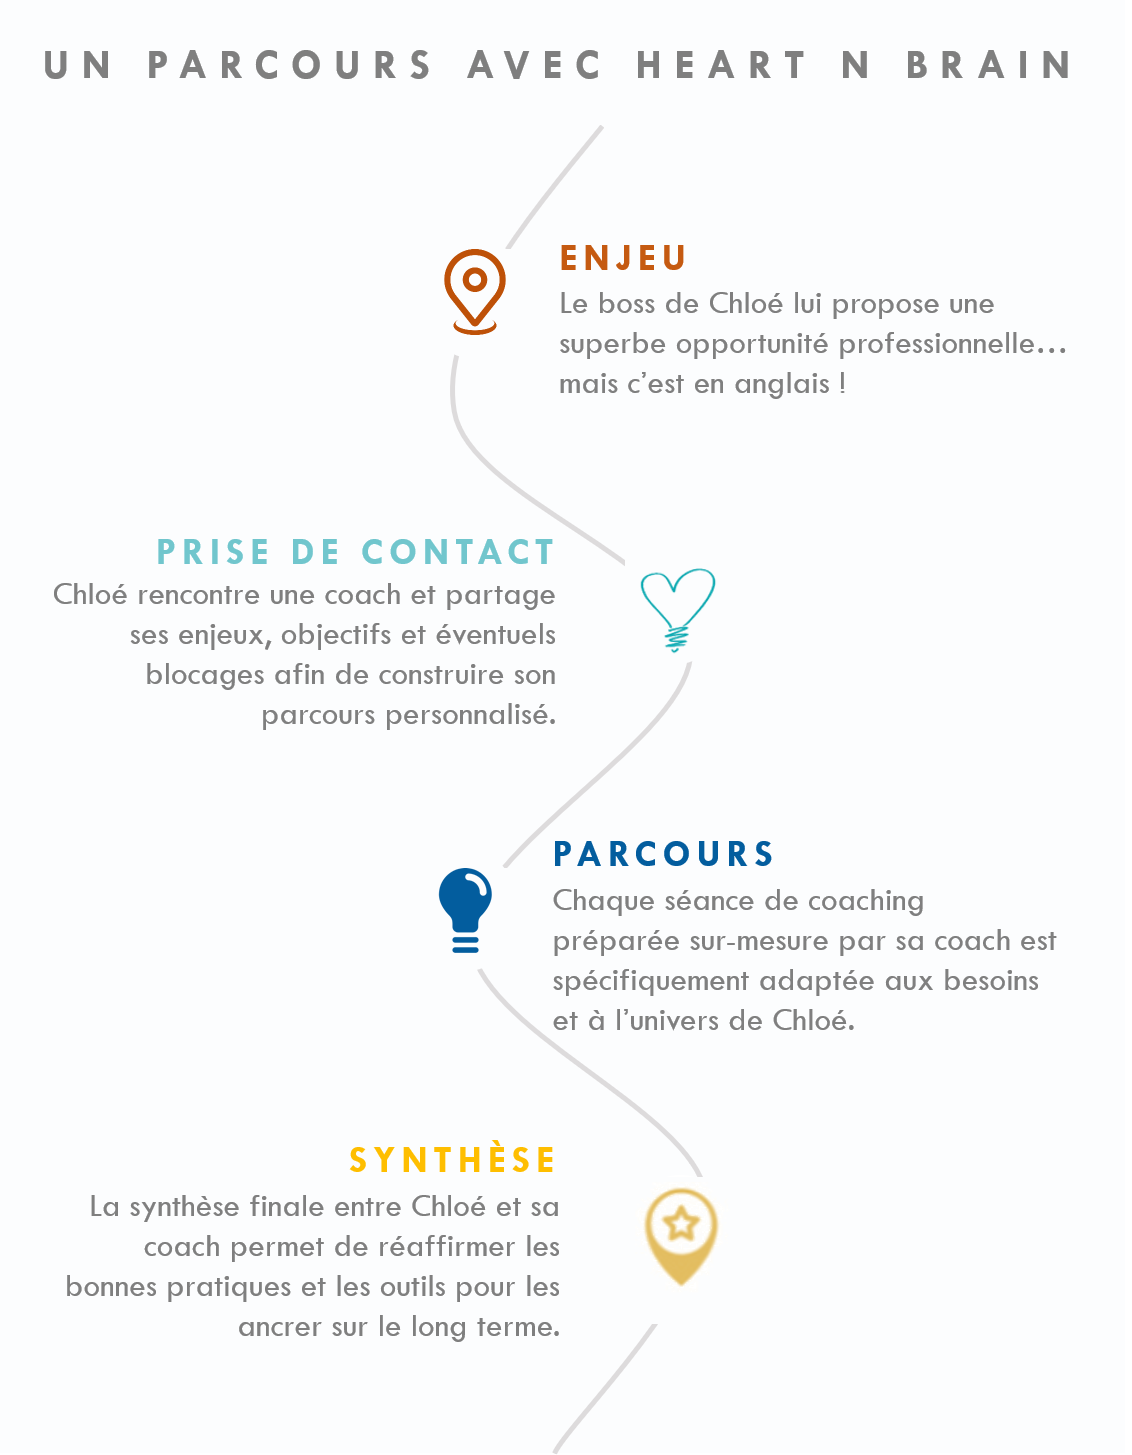 UN PARCOURS AVEC HEART N BRAIN
ENJEU
Le boss de Chloé lui propose une
superbe opportunité professionnelle…
mais c’est en anglais !
PRISE DE CONTACT
Chloé rencontre une coach et partage
ses enjeux, objectifs et éventuels
blocages afin de construire son
parcours personnalisé.
PARCOURS
Chaque séance de coaching
préparée sur-mesure par sa coach est
spécifiquement adaptée aux besoins
et à l’univers de Chloé.
SYNTHÈSE
La synthèse finale entre Chloé et sa
coach permet de réaffirmer les
bonnes pratiques et les outils pour les
ancrer sur le long terme.